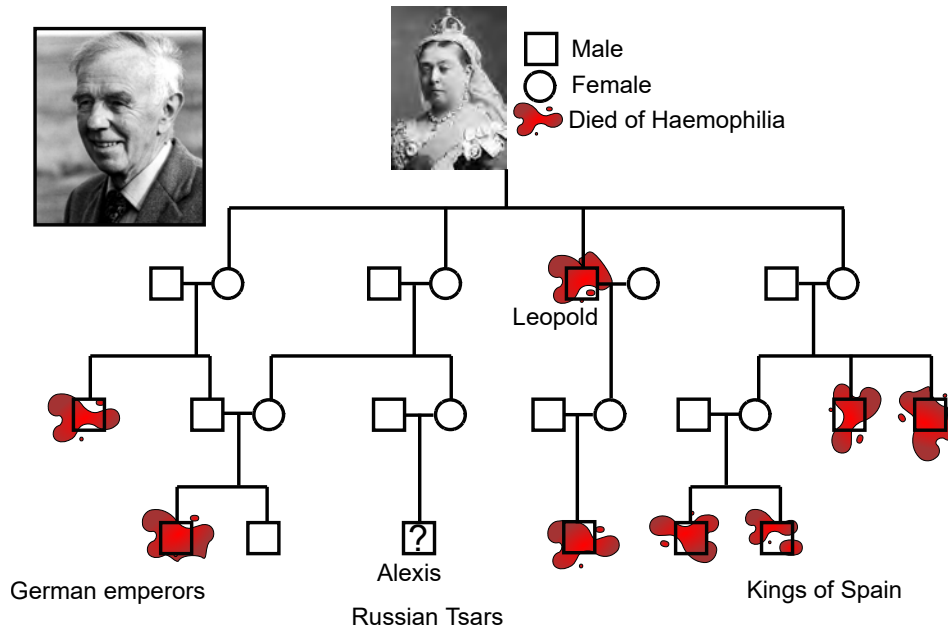 Male
Female
Died of Haemophilia
Leopold
?
Alexis
German emperors
Kings of Spain
Russian Tsars